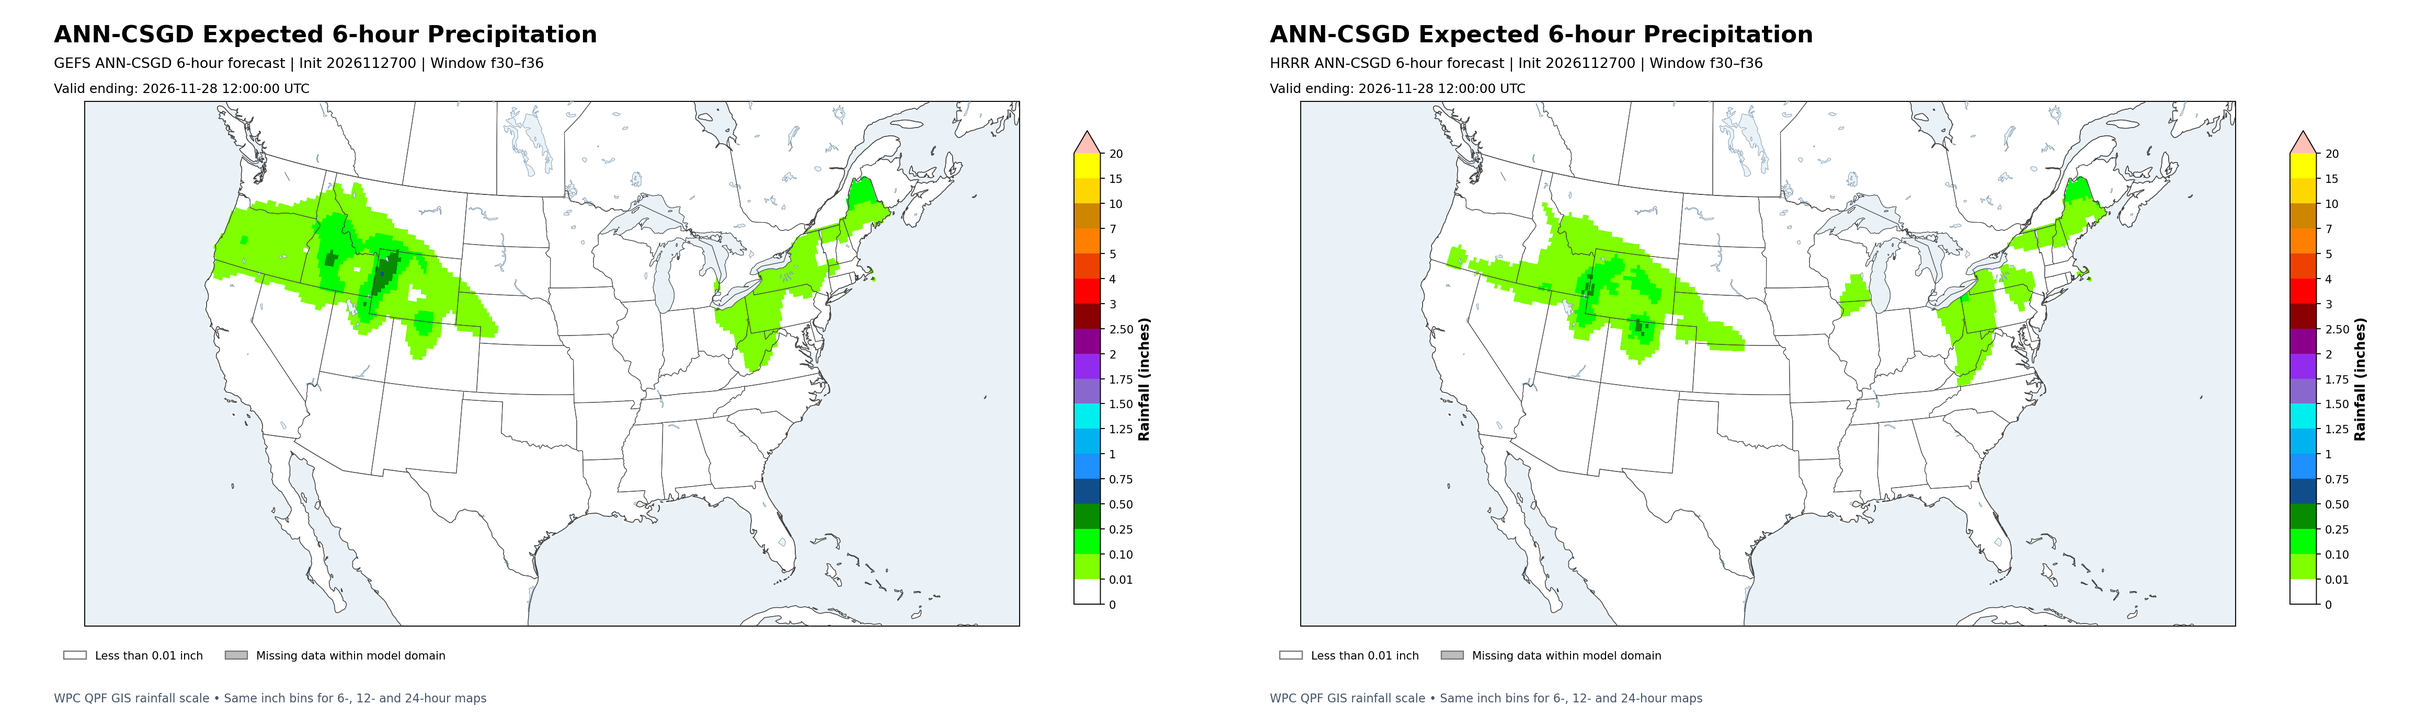 ANN-CSGD Expected 6-hour Precipitation
GEFS ANN-CSGD 6-hour forecast | Init 2026112700 | Window f30–f36
Valid ending: 2026-11-28 12:00:00 UTC
20
15
10
7
5
4
3
2.50
2
1.75
1.50
1.25
1
0.75
0.50
0.25
0.10
0.01
0
Rainfall (inches)
Less than 0.01 inch
Missing data within model domain
WPC QPF GIS rainfall scale • Same inch bins for 6-, 12- and 24-hour maps
ANN-CSGD Expected 6-hour Precipitation
HRRR ANN-CSGD 6-hour forecast | Init 2026112700 | Window f30–f36
Valid ending: 2026-11-28 12:00:00 UTC
20
15
10
7
5
4
3
2.50
2
1.75
1.50
1.25
1
0.75
0.50
0.25
0.10
0.01
0
Rainfall (inches)
Less than 0.01 inch
Missing data within model domain
WPC QPF GIS rainfall scale • Same inch bins for 6-, 12- and 24-hour maps